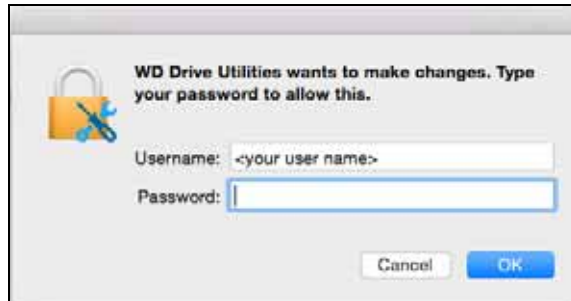 WD Drive Utilities wants to make changes. Type
your password to allow this.
Username: <your user name>
Password:
Cancel OK